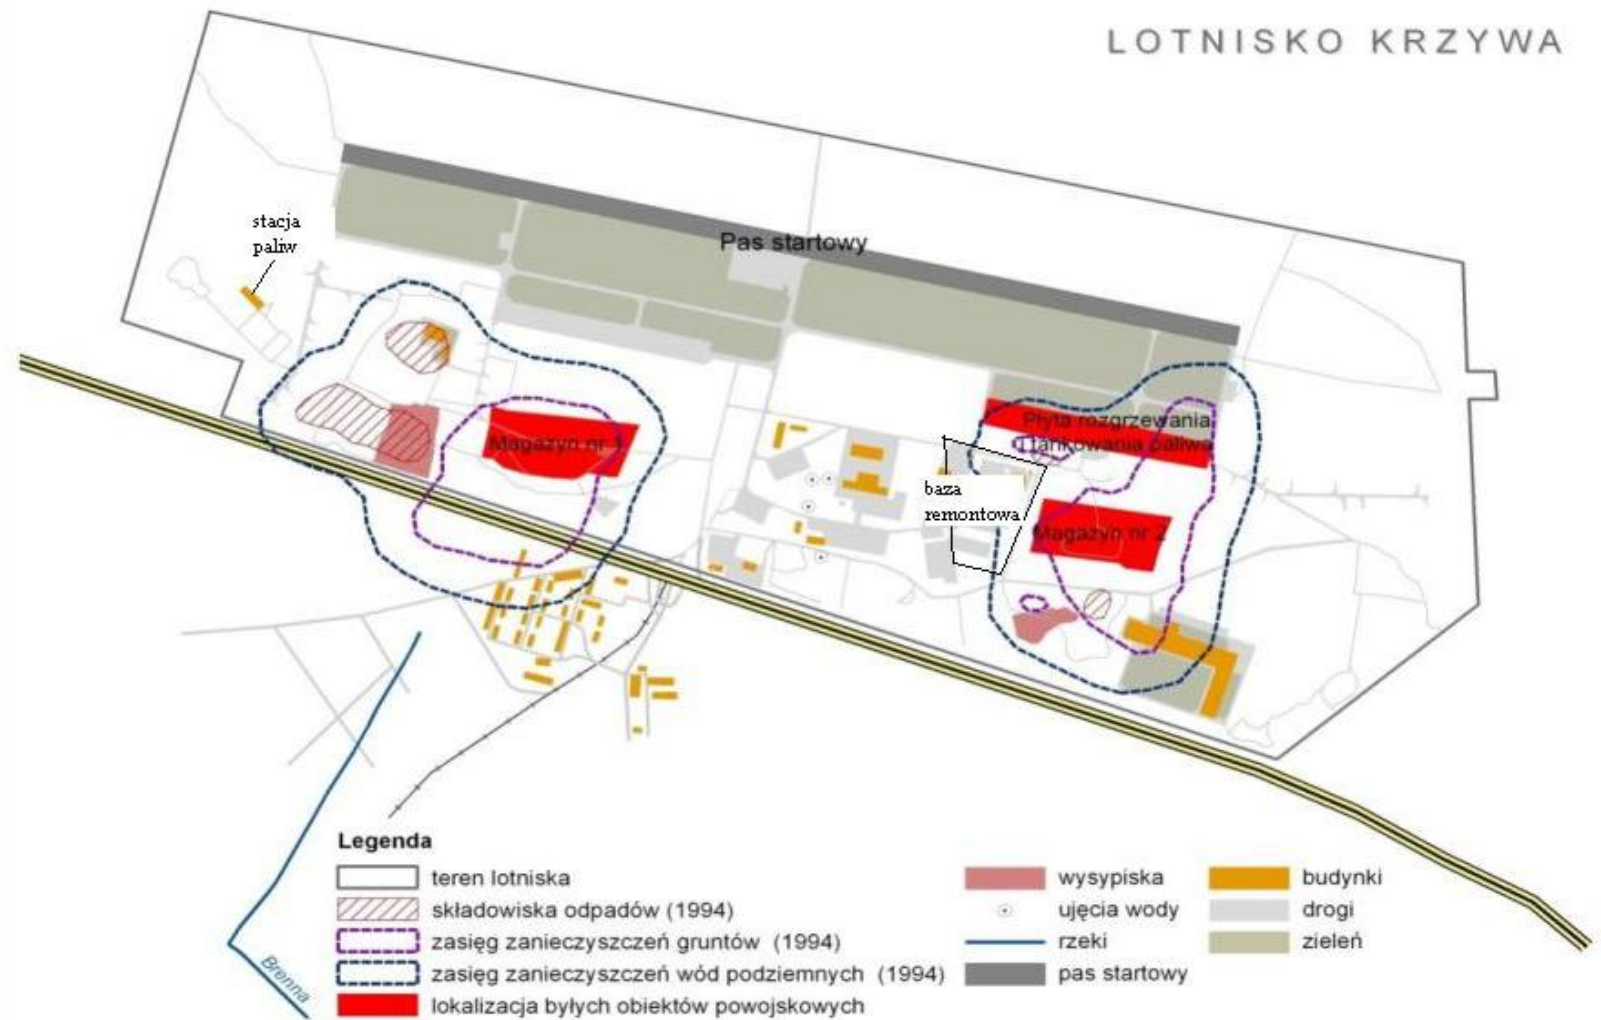 LOTNISKO KRZYWA
stacja
paliw
Pas startowy
Płyta rozgrzewania
i tankowania paliwa
Magazyn nr 1
baza
remontowa
Magazyn nr 2
Legenda
teren lotniska
składowiska odpadów (1994)
zasięg zanieczyszczeń gruntów (1994)
zasięg zanieczyszczeń wód podziemnych (1994)
lokalizacja byłych obiektów powojskowych
wysypiska
ujęcia wody
rzeki
pas startowy
budynki
drogi
zieleń
Brenna